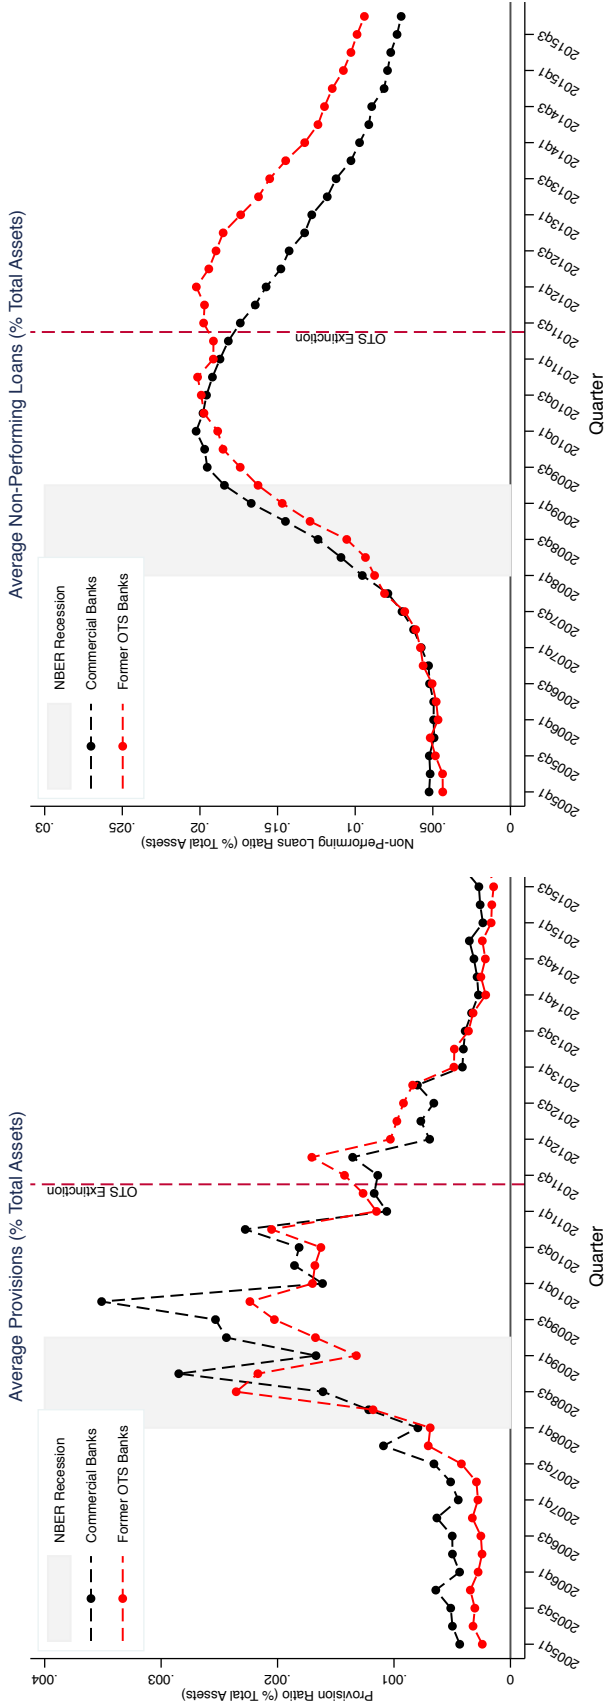 Average Provisions (% Total Assets)
NBER Recession
Commercial Banks
Former OTS Banks
OTS Extinction
Provision Ratio (% Total Assets)
0
.001
.002
.003
.004
2005q1
2005q3
2006q1
2006q3
2007q1
2007q3
2008q1
2008q3
2009q1
2009q3
2010q1
2010q3
2011q1
2011q3
2012q1
2012q3
2013q1
2013q3
2014q1
2014q3
2015q1
2015q3
Quarter
Average Non-Performing Loans (% Total Assets)
NBER Recession
Commercial Banks
Former OTS Banks
OTS Extinction
Non-Performing Loans Ratio (% Total Assets)
0
.005
.01
.015
.02
.025
.03
2005q1
2005q3
2006q1
2006q3
2007q1
2007q3
2008q1
2008q3
2009q1
2009q3
2010q1
2010q3
2011q1
2011q3
2012q1
2012q3
2013q1
2013q3
2014q1
2014q3
2015q1
2015q3
Quarter